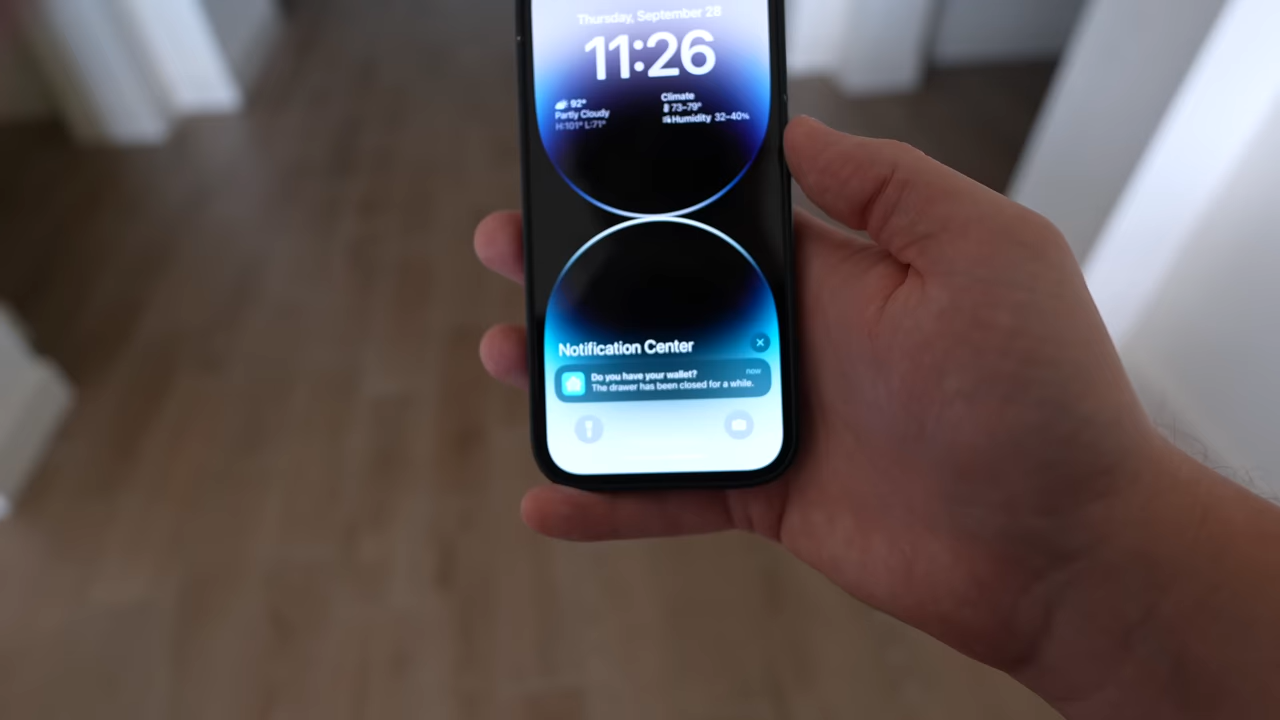 Thursday, September 28
11:26
92°
Partly Cloudy
H:101° L:71°
Climate
73–79°
Humidity 32–40%
Notification Center
Do you have your wallet?
now
The drawer has been closed for a while.